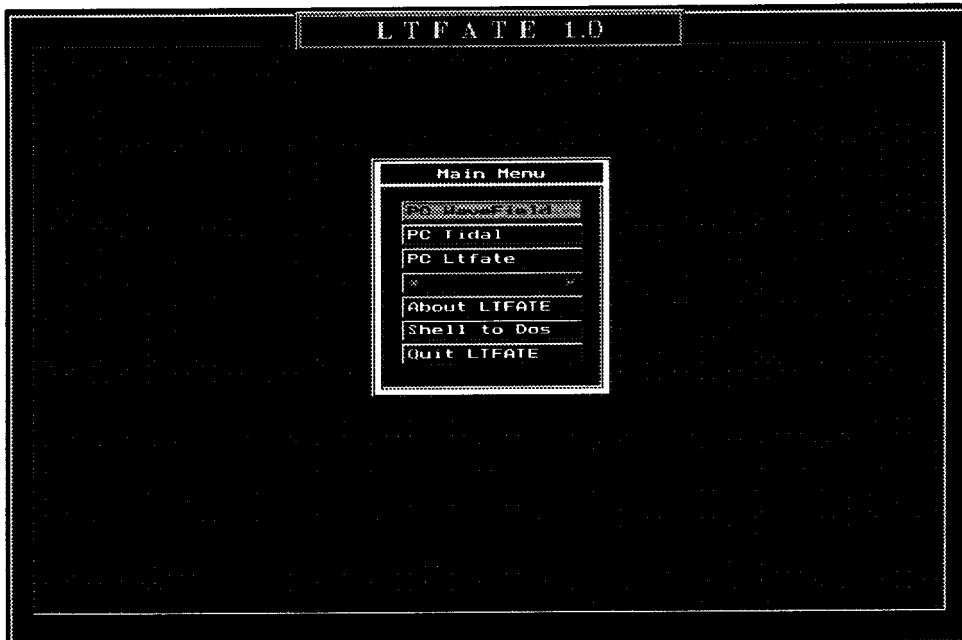 LTFATE 1.0
Main Menu
PC Tidal
PC Ltfate
About LTFATE
Shell to Dos
Quit LTFATE